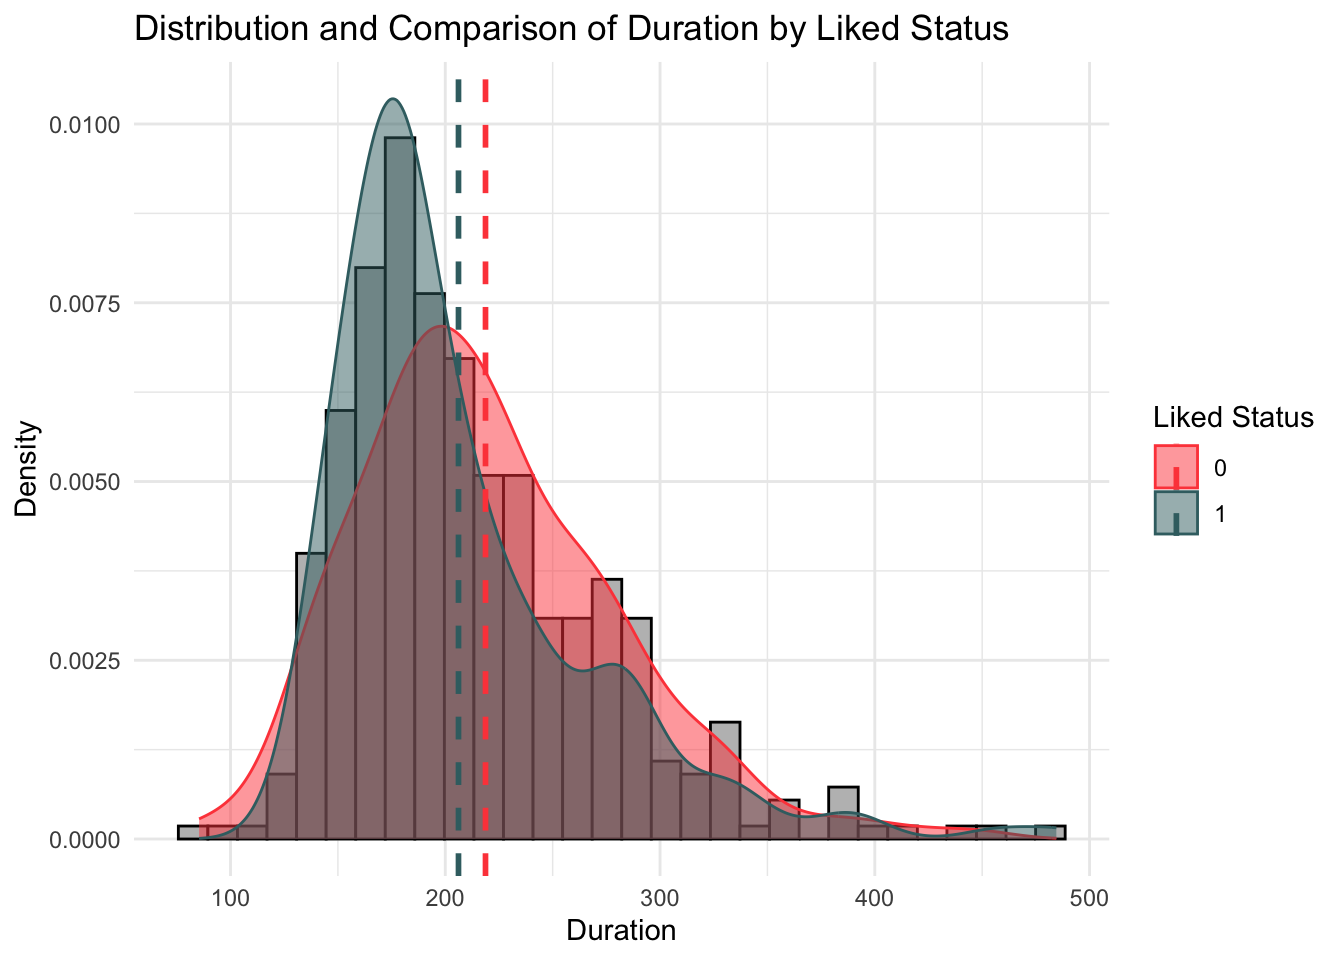 Distribution and Comparison of Duration by Liked Status
0.0100
0.0075
0.0050
0.0025
0.0000
Density
100 200 300 400 500
Duration
Liked Status
0
1